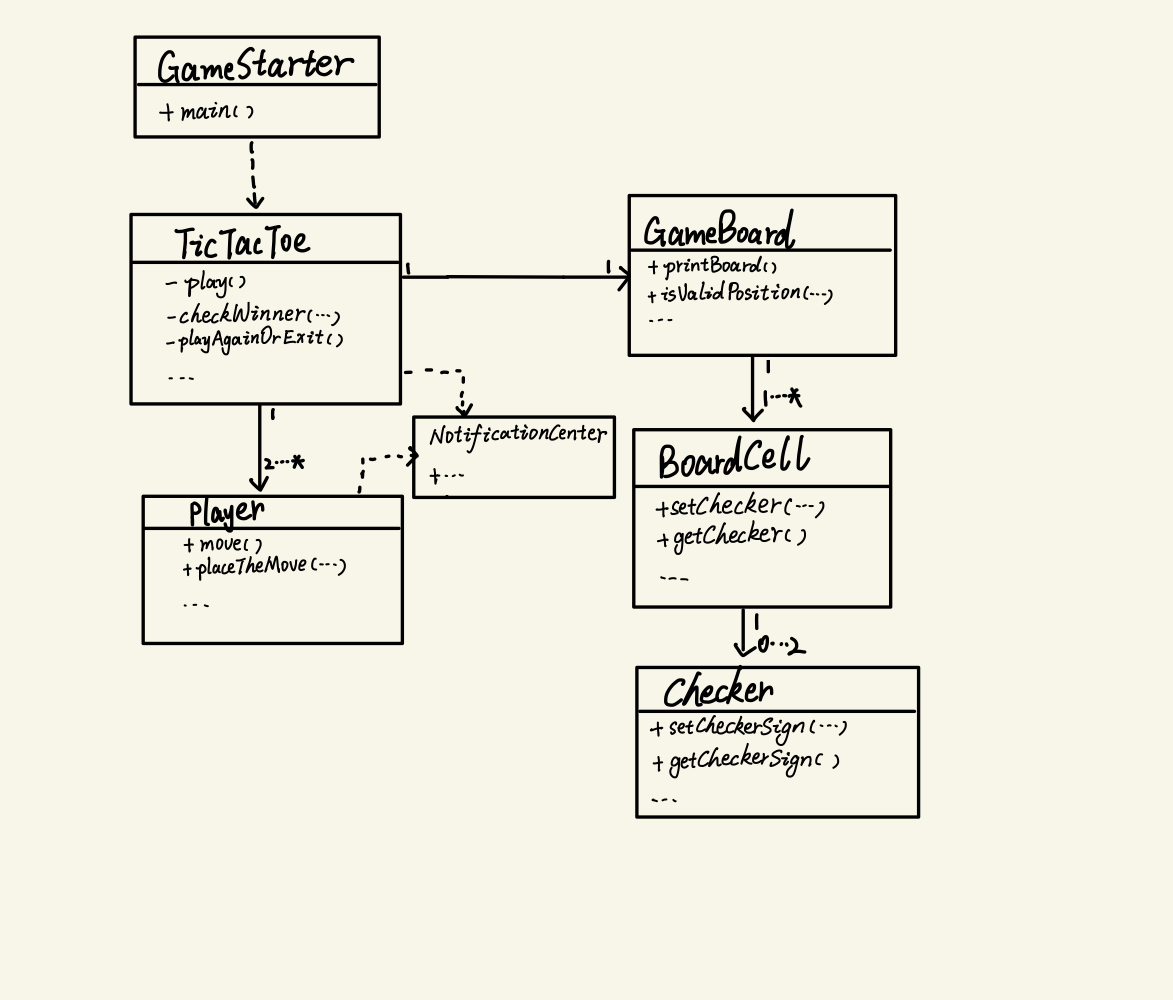 GameStarter
+ main()
TicTacToe
- play()
- checkWinner(...)
- playAgainOrExit()
---
1
1
GameBoard
+ printBoard()
+ isValidPosition(...)
---
1
2...*
NotificationCenter
+ ...
1
1...*
Player
+ move()
+ placeTheMove(...)
---
BoardCell
+ setChecker(...)
+ getChecker()
---
1
0...2
Checker
+ setCheckerSign(...)
+ getCheckerSign()
---